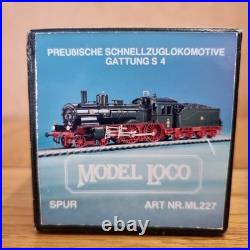 PREUßISCHE SCHNELLZUGLOKOMOTIVE
GATTUNG S 4
MODEL LOCO
SPUR
ART NR.ML227